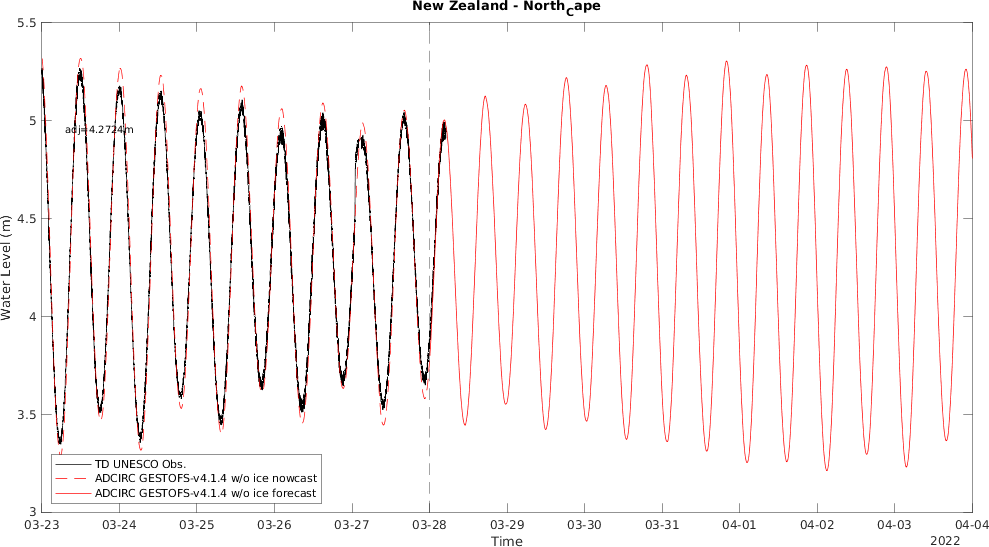 New Zealand - NorthCape
5.5
5
adj=4.2724m
4.5
Water Level (m)
4
3.5
TD UNESCO Obs.
ADCIRC GESTOFS-v4.1.4 w/o ice nowcast
ADCIRC GESTOFS-v4.1.4 w/o ice forecast
3
03-23 03-24 03-25 03-26 03-27 03-28 03-29 03-30 03-31 04-01 04-02 04-03 04-04
Time
2022